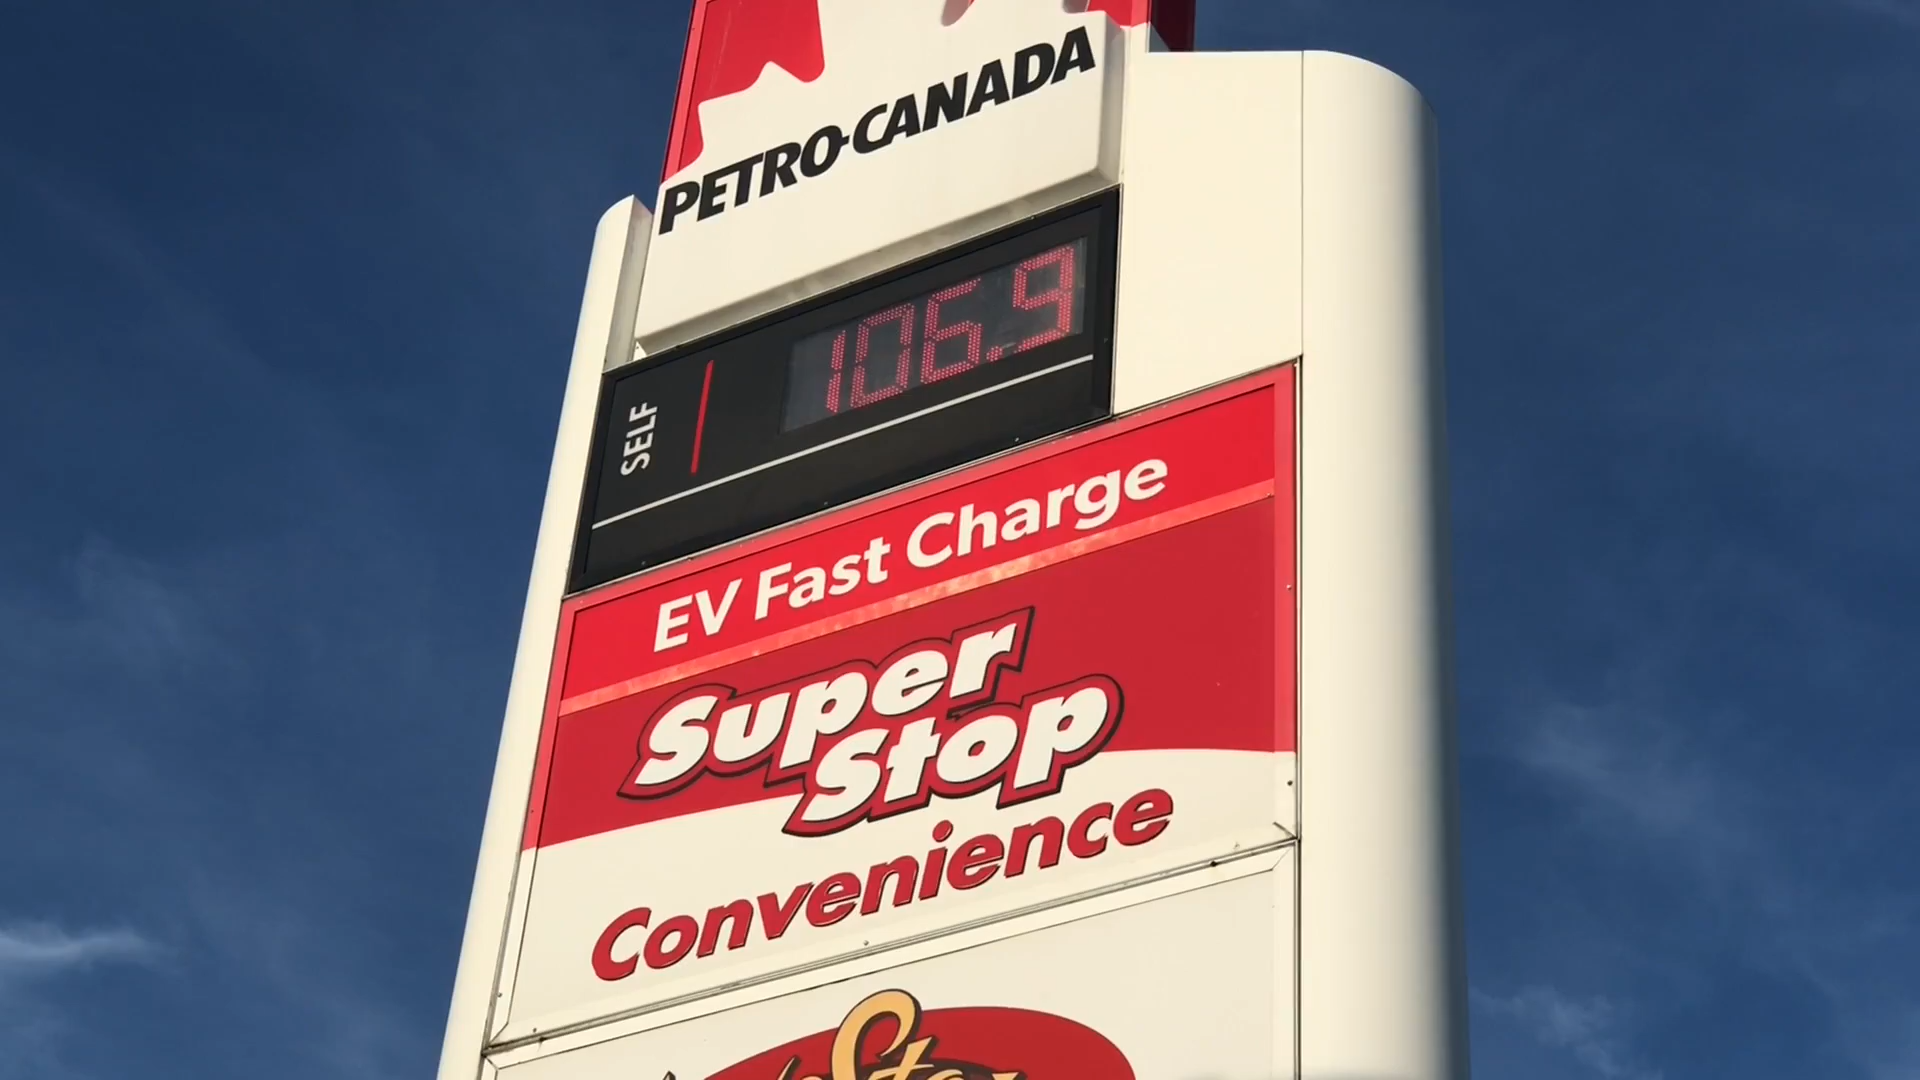 PETRO-CANADA
106.9
SELF
EV Fast Charge
Super
Stop
Convenience